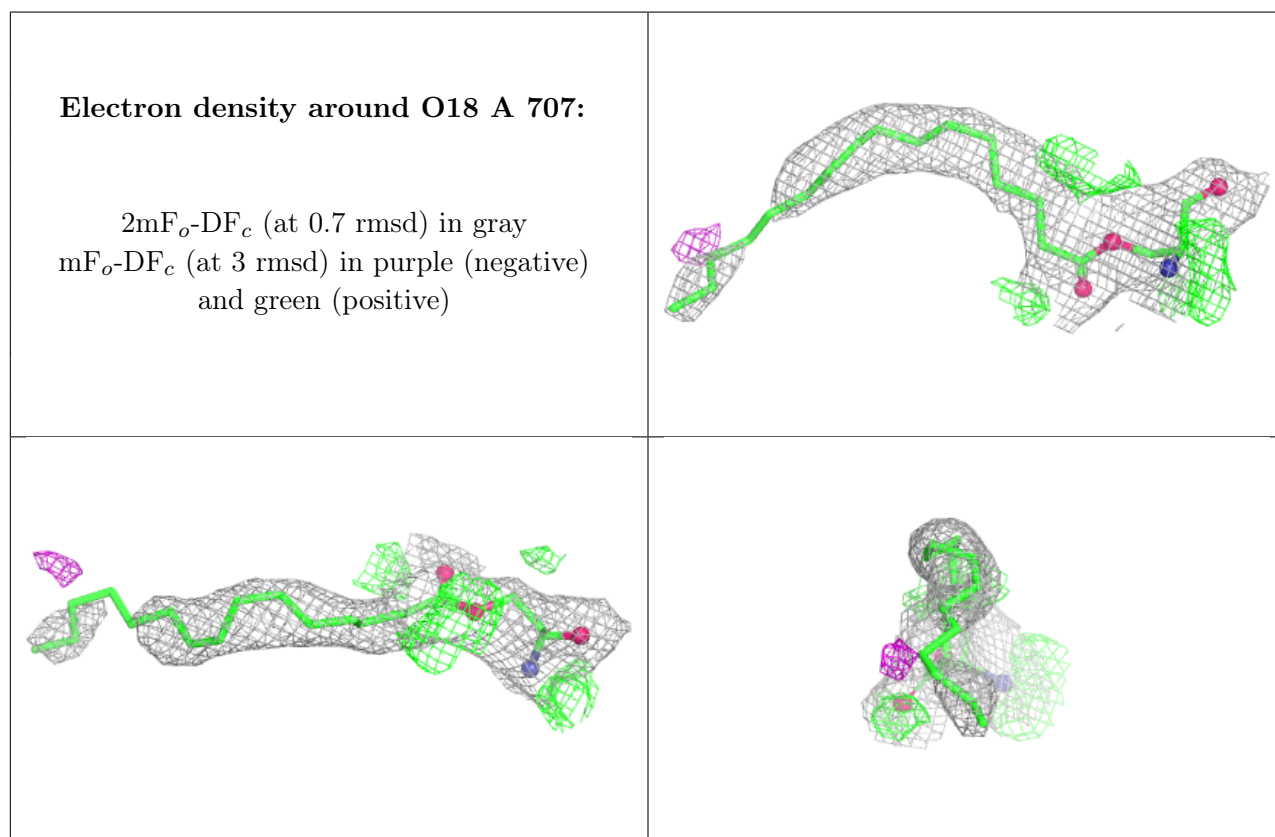 Electron density around O18 A 707:
2mFo-DFc (at 0.7 rmsd) in gray
mFo-DFc (at 3 rmsd) in purple (negative)
and green (positive)